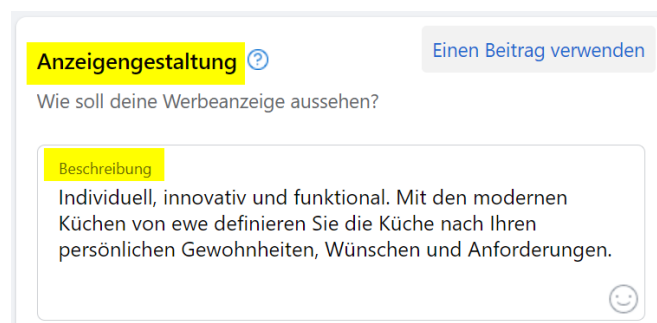 Anzeigengestaltung
Einen Beitrag verwenden
Wie soll deine Werbeanzeige aussehen?
Beschreibung
Individuell, innovativ und funktional. Mit den modernen
Küchen von ewe definieren Sie die Küche nach Ihren
persönlichen Gewohnheiten, Wünschen und Anforderungen.